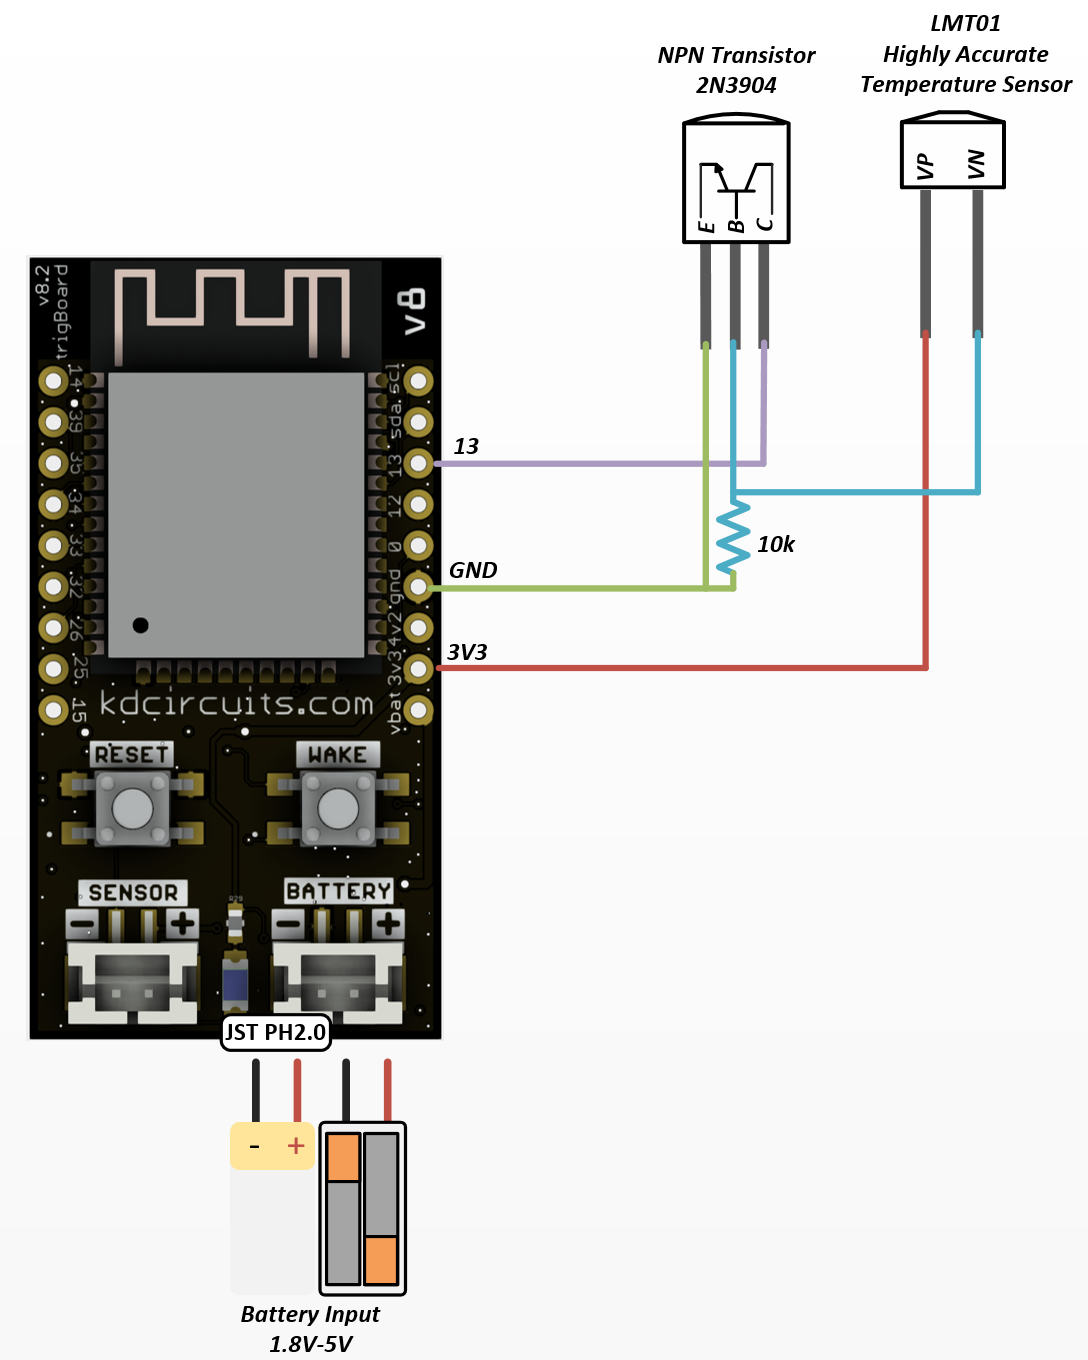 LMT01
Highly Accurate
Temperature Sensor
NPN Transistor
2N3904
VP
VN
E
B
C
v8.2
trigBoard
v8
14
39
35
34
33
32
26
25
15
scl
sda
13
12
0
gnd
4v2
3v3
vbat
13
10k
GND
3V3
kdcircuits.com
RESET
WAKE
SENSOR
BATTERY
R29
- +
- +
JST PH2.0
- +
Battery Input
1.8V-5V